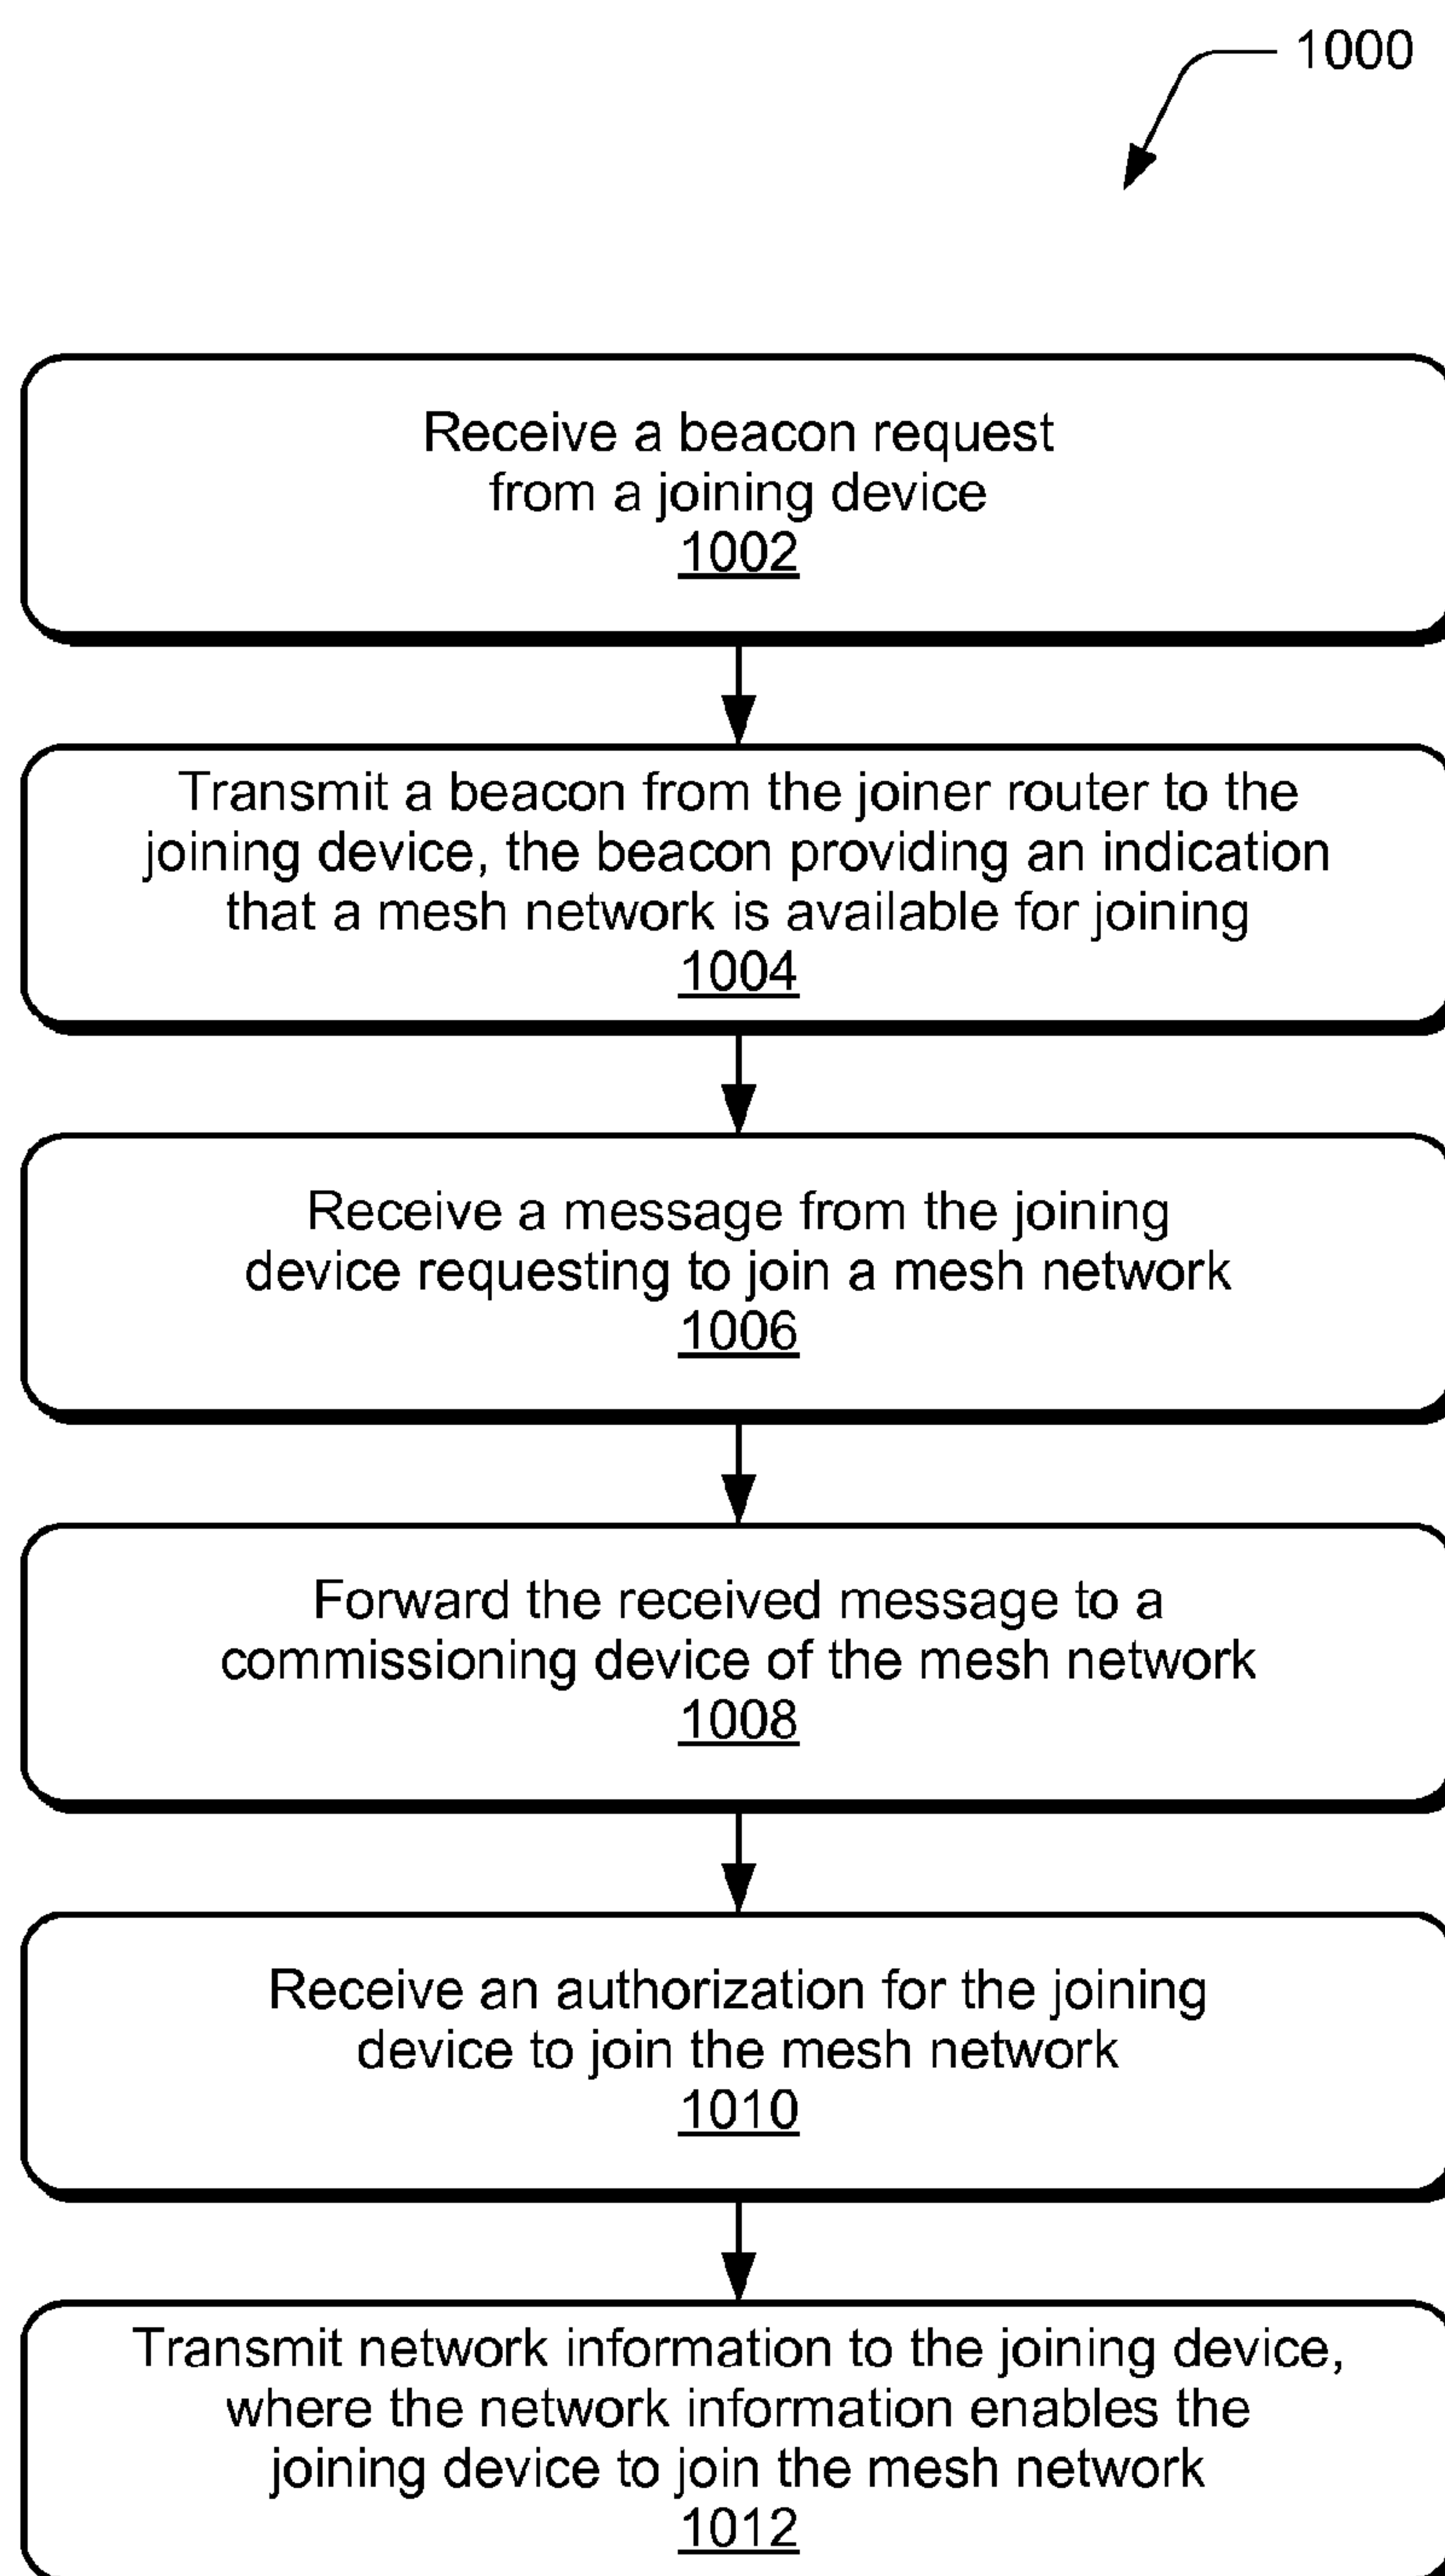 1000
Receive a beacon request
from a joining device
1002
Transmit a beacon from the joiner router to the
joining device, the beacon providing an indication
that a mesh network is available for joining
1004
Receive a message from the joining
device requesting to join a mesh network
1006
Forward the received message to a
commissioning device of the mesh network
1008
Receive an authorization for the joining
device to join the mesh network
1010
Transmit network information to the joining device,
where the network information enables the
joining device to join the mesh network
1012